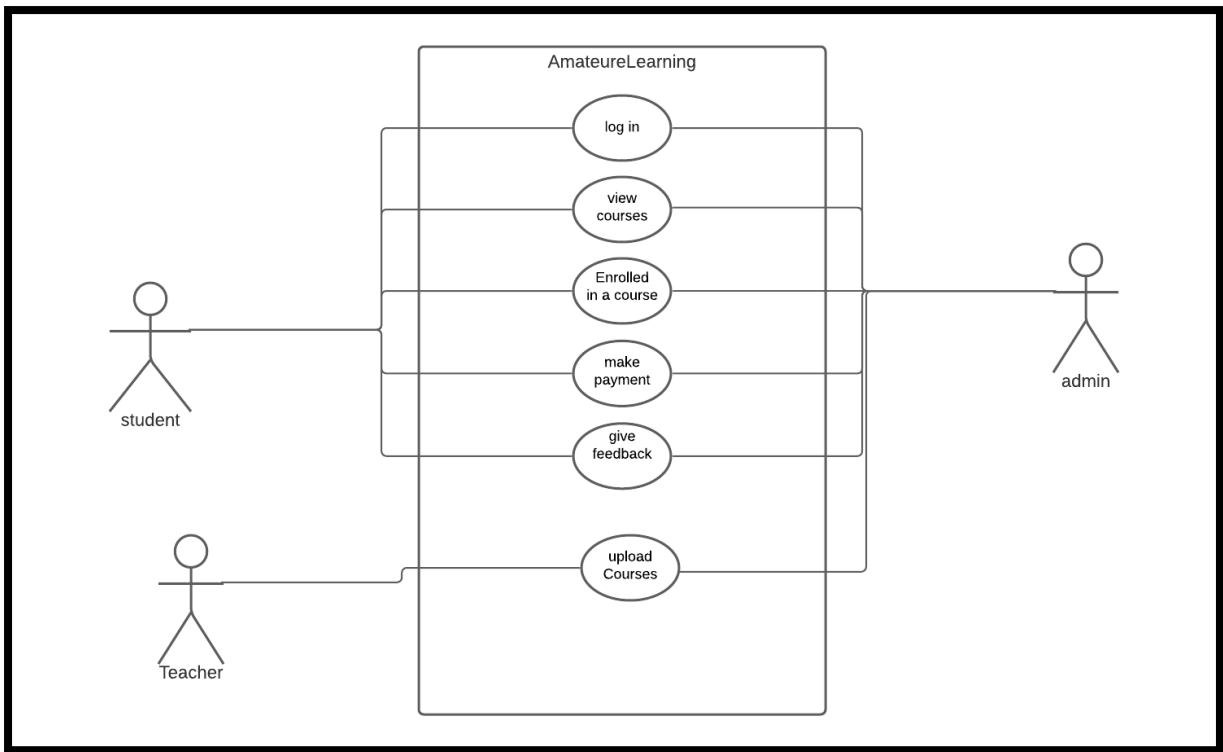 AmateureLearning
log in
view
courses
Enrolled
in a course
make
payment
give
feedback
upload
Courses
student
Teacher
admin